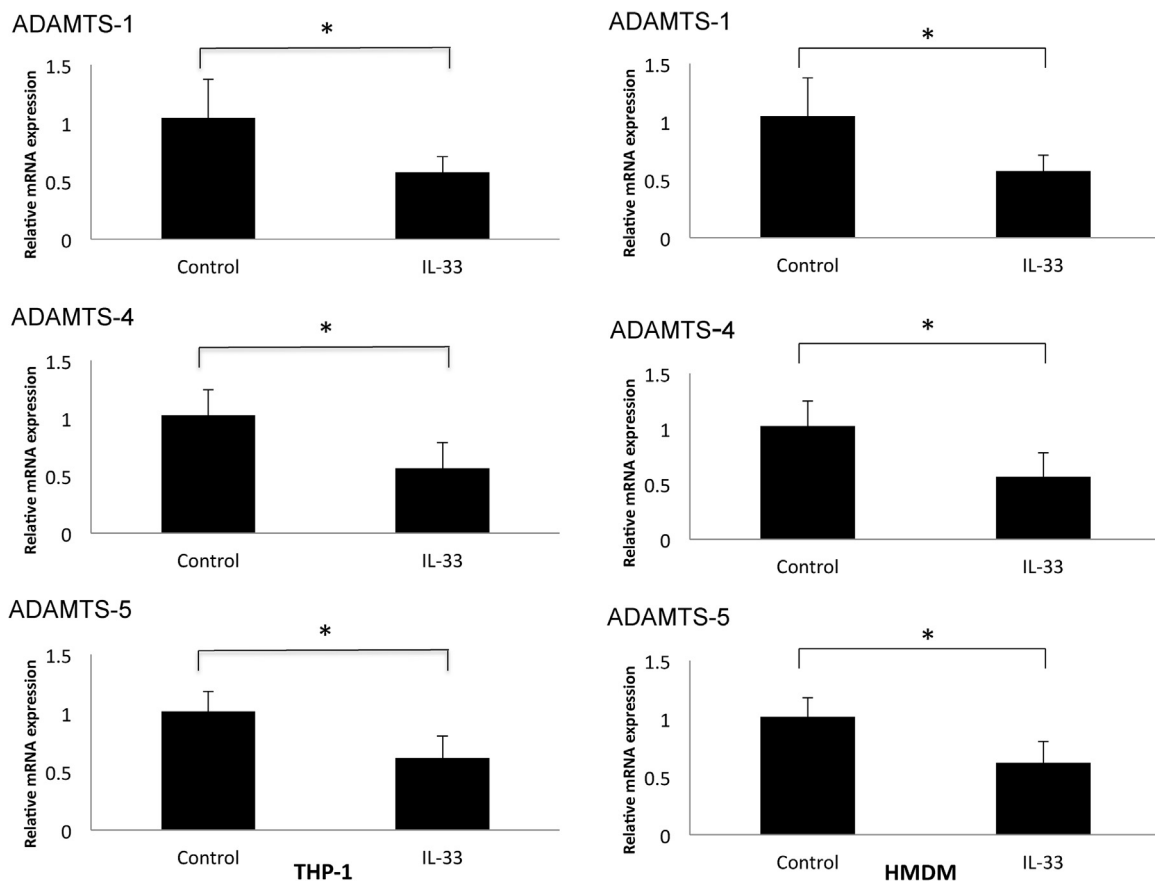 ADAMTS-1
*
Relative mRNA expression
1.5
1
0.5
0
Control IL-33
ADAMTS-1
*
Relative mRNA expression
1.5
1
0.5
0
Control IL-33
ADAMTS-4
*
Relative mRNA expression
1.5
1
0.5
0
Control IL-33
ADAMTS-4
*
Relative mRNA expression
1.5
1
0.5
0
Control IL-33
ADAMTS-5
*
Relative mRNA expression
1.5
1
0.5
0
Control IL-33
THP-1
ADAMTS-5
*
Relative mRNA expression
1.5
1
0.5
0
Control IL-33
HMDM